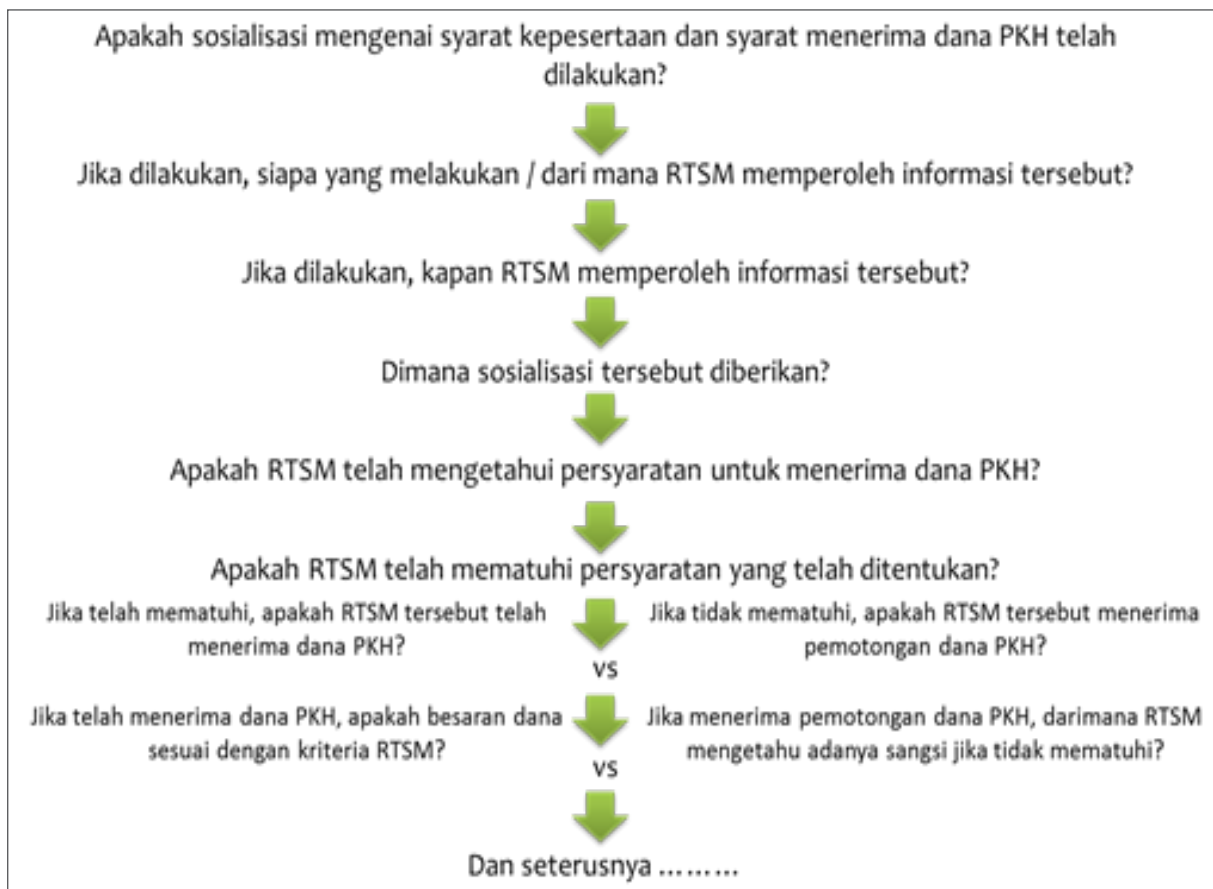 Apakah sosialisasi mengenai syarat kepesertaan dan syarat menerima dana PKH telah
dilakukan?
Jika dilakukan, siapa yang melakukan / dari mana RTSM memperoleh informasi tersebut?
Jika dilakukan, kapan RTSM memperoleh informasi tersebut?
Dimana sosialisasi tersebut diberikan?
Apakah RTSM telah mengetahui persyaratan untuk menerima dana PKH?
Apakah RTSM telah mematuhi persyaratan yang telah ditentukan?
Jika telah mematuhi, apakah RTSM tersebut telah
menerima dana PKH?
vs
Jika tidak mematuhi, apakah RTSM tersebut menerima
pemotongan dana PKH?
Jika telah menerima dana PKH, apakah besaran dana
sesuai dengan kriteria RTSM?
vs
Jika menerima pemotongan dana PKH, darimana RTSM
mengetahu adanya sangsi jika tidak mematuhi?
Dan seterusnya .........